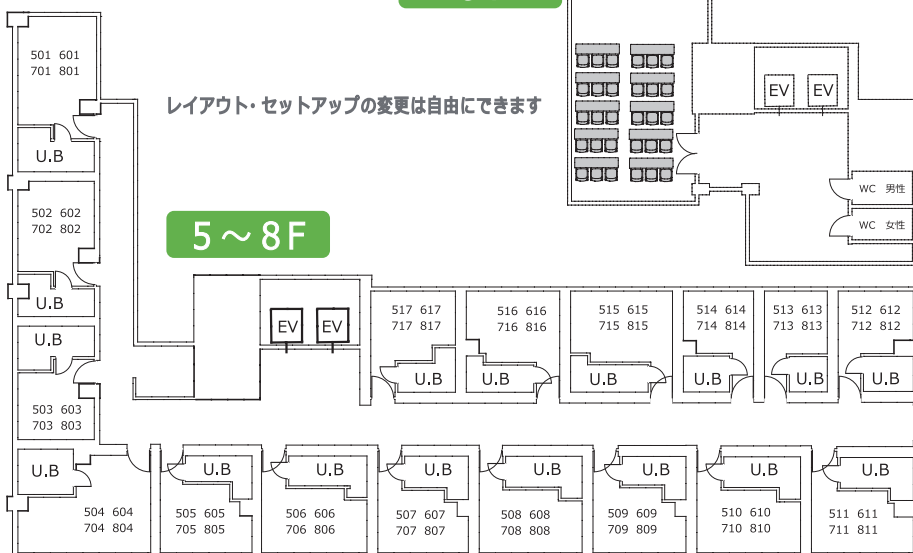 レイアウト・セットアップの変更は自由にできます
EV EV
WC 男性
WC 女性
5～8F
501 601
701 801
U.B
502 602
702 802
U.B
U.B
503 603
703 803
EV EV
517 617
717 817
U.B
516 616
716 816
U.B
515 615
715 815
U.B
514 614
714 814
U.B
513 613
713 813
U.B
512 612
712 812
U.B
U.B
504 604
704 804
U.B
505 605
705 805
U.B
506 606
706 806
U.B
507 607
707 807
U.B
508 608
708 808
U.B
509 609
709 809
U.B
510 610
710 810
U.B
511 611
711 811